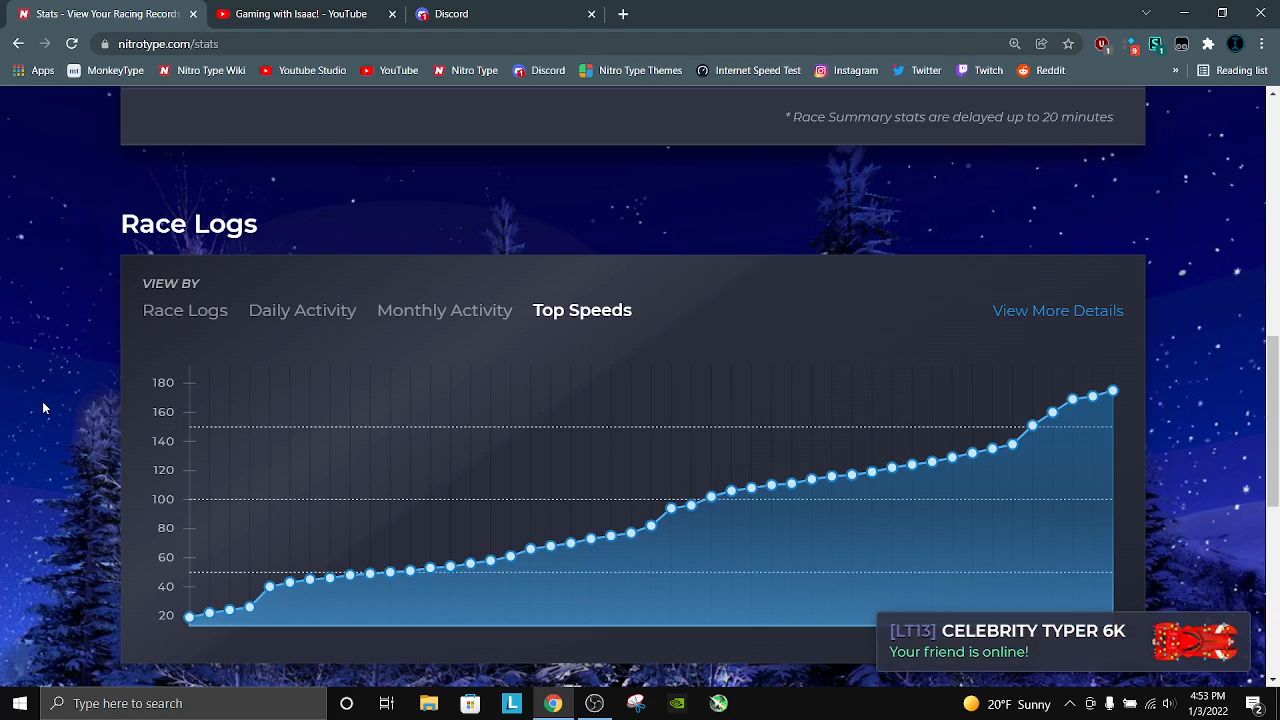 Stats - View Your Racing Records
Gaming with Isaac - YouTube
Discord
nitrotype.com/stats
1
9
1
Apps
MonkeyType
Nitro Type Wiki
Youtube Studio
YouTube
Nitro Type
Discord
Nitro Type Themes
Internet Speed Test
Instagram
Twitter
Twitch
Reddit
»
Reading list
* Race Summary stats are delayed up to 20 minutes
Race Logs
VIEW BY
Race Logs Daily Activity Monthly Activity Top Speeds
View More Details
180
160
140
120
100
80
60
40
20
[LT13] CELEBRITY TYPER 6K
Your friend is online!
Type here to search
20°F Sunny
4:53 PM
1/3/2022
2